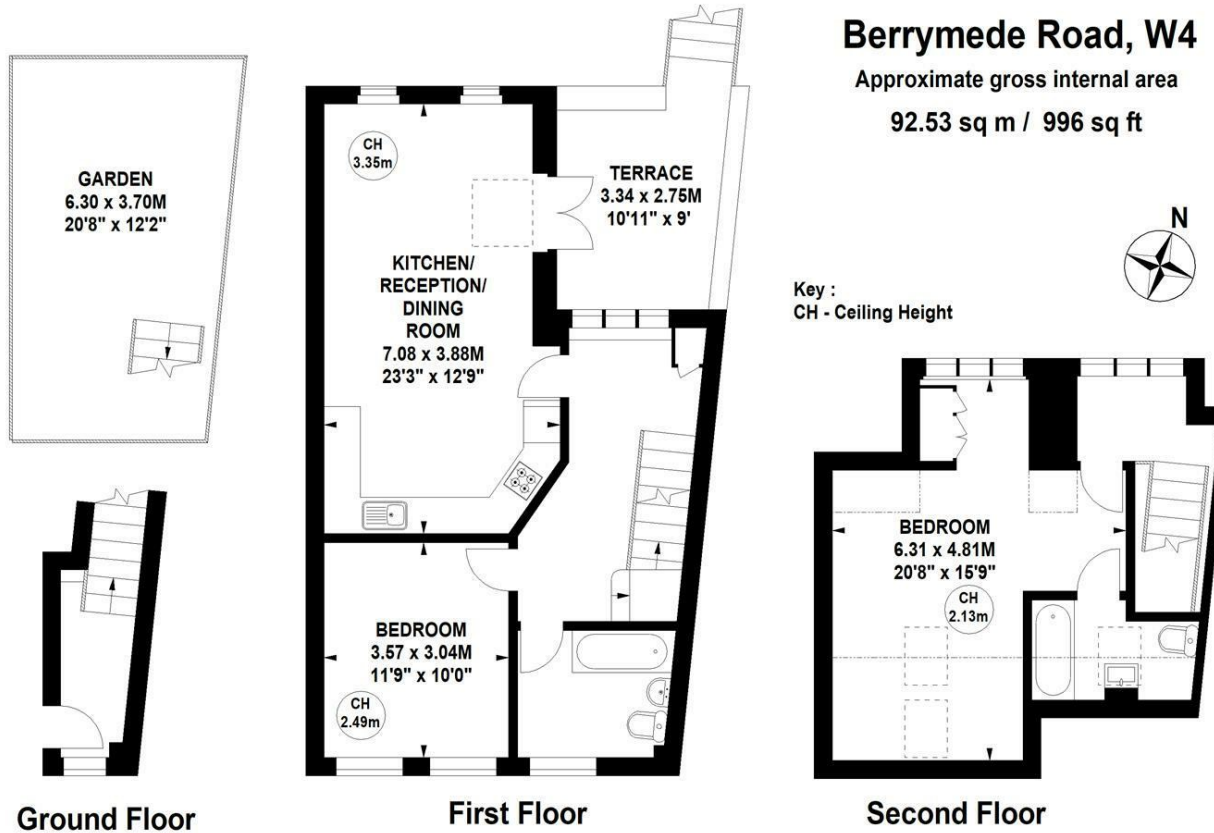 Berrymede Road, W4
Approximate gross internal area
92.53 sq m / 996 sq ft
GARDEN
6.30 x 3.70M
20'8" x 12'2"
CH
3.35m
TERRACE
3.34 x 2.75M
10'11" x 9'
KITCHEN/
RECEPTION/
DINING
ROOM
7.08 x 3.88M
23'3" x 12'9"
N
Key :
CH - Ceiling Height
BEDROOM
3.57 x 3.04M
11'9" x 10'0"
CH
2.49m
BEDROOM
6.31 x 4.81M
20'8" x 15'9"
CH
2.13m
Ground Floor
First Floor
Second Floor